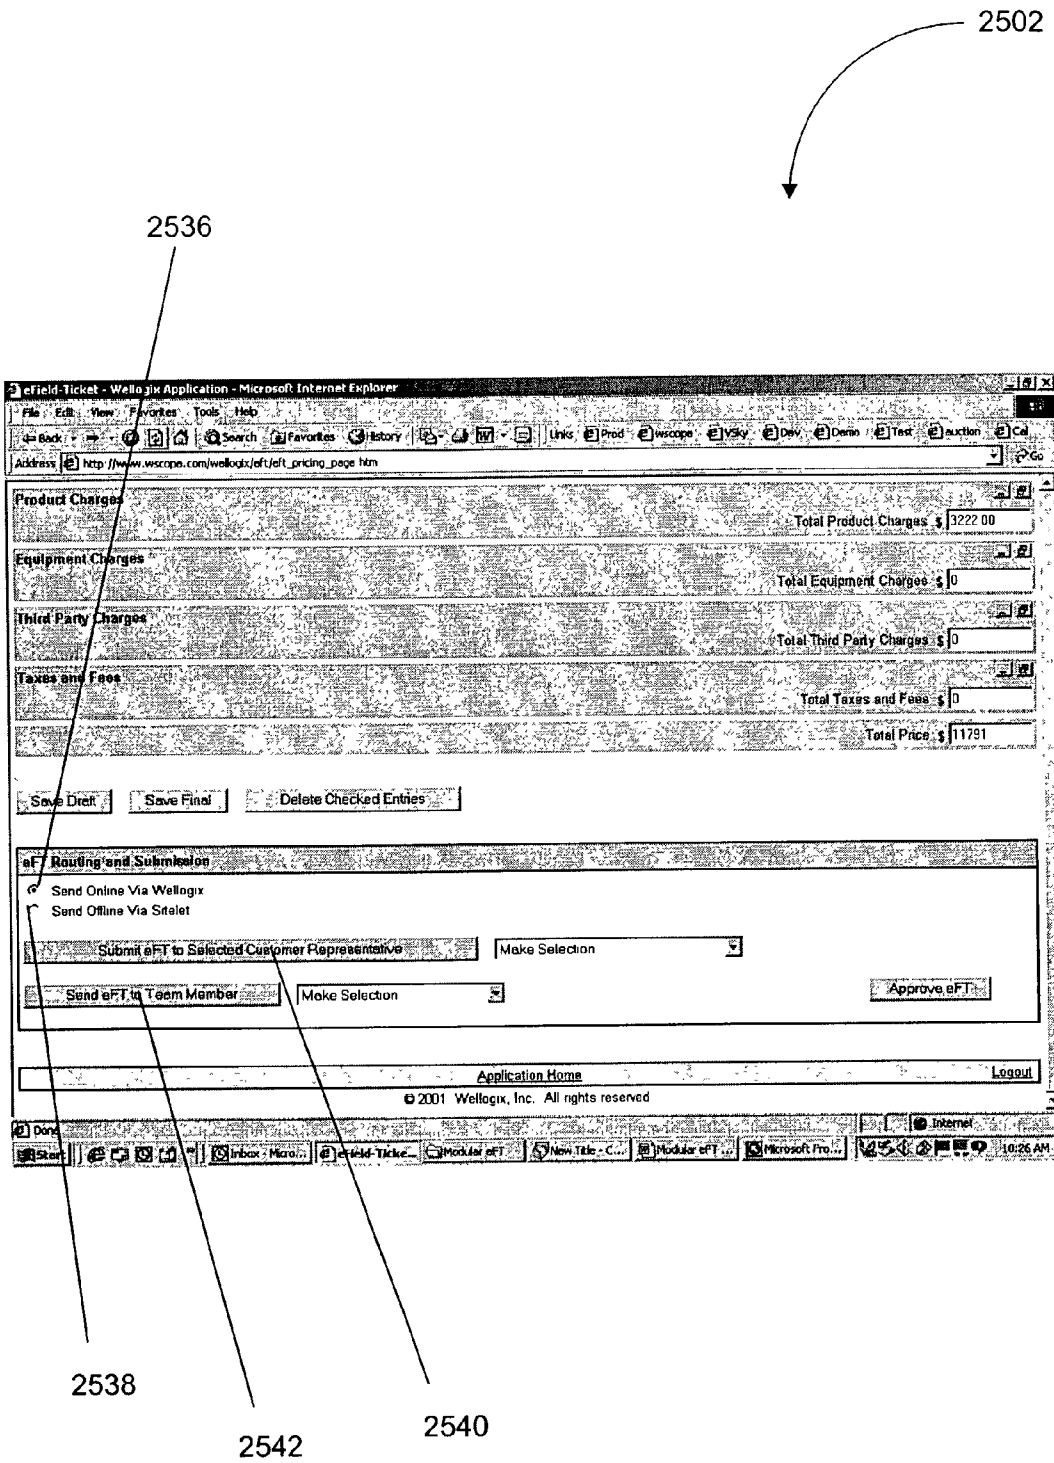 2502
2536
eField-Ticket - Wellogix Application - Microsoft Internet Explorer
File Edit View Favorites Tools Help
Back Search Favorites History Links Prod wscope VSky Dev Demo Test auction Cal
Address http://www.wscope.com/wellogix/eft/eft_pricing_page htm Go
Product Charges
Total Product Charges $ 3222 00
Equipment Charges
Total Equipment Charges $ 0
Third Party Charges
Total Third Party Charges $ 0
Taxes and Fees
Total Taxes and Fees $ 0
Total Price $ 11791
Save Draft Save Final Delete Checked Entries
eFT Routing and Submission
Send Online Via Wellogix
Send Offline Via Sitelet
Submit eFT to Selected Customer Representative Make Selection
Send eFT to Team Member Make Selection Approve eFT
Application Home Logout
© 2001 Wellogix, Inc. All rights reserved
Done Internet
Start Inbox - Micro... eField-Ticke... Modular eFT New Title - C... Modular eFT ... Microsoft Pro... 10:26 AM
2538
2540
2542